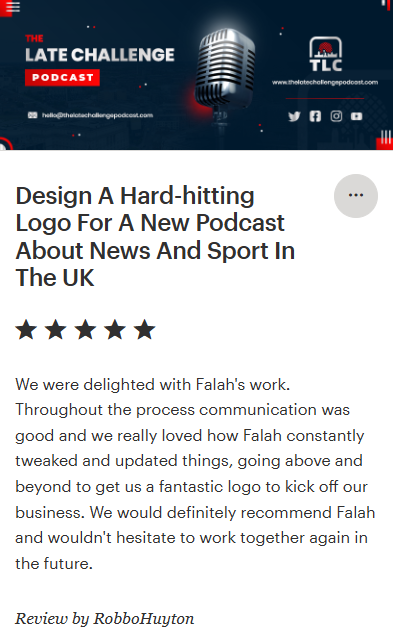 THE
LATE CHALLENGE
PODCAST
TLC
www.thelatechallengepodcast.com
hello@thelatechallengepodcast.com
Design A Hard-hitting
Logo For A New Podcast
About News And Sport In
The UK
We were delighted with Falah's work.
Throughout the process communication was
good and we really loved how Falah constantly
tweaked and updated things, going above and
beyond to get us a fantastic logo to kick off our
business. We would definitely recommend Falah
and wouldn't hesitate to work together again in
the future.
Review by RobboHuyton